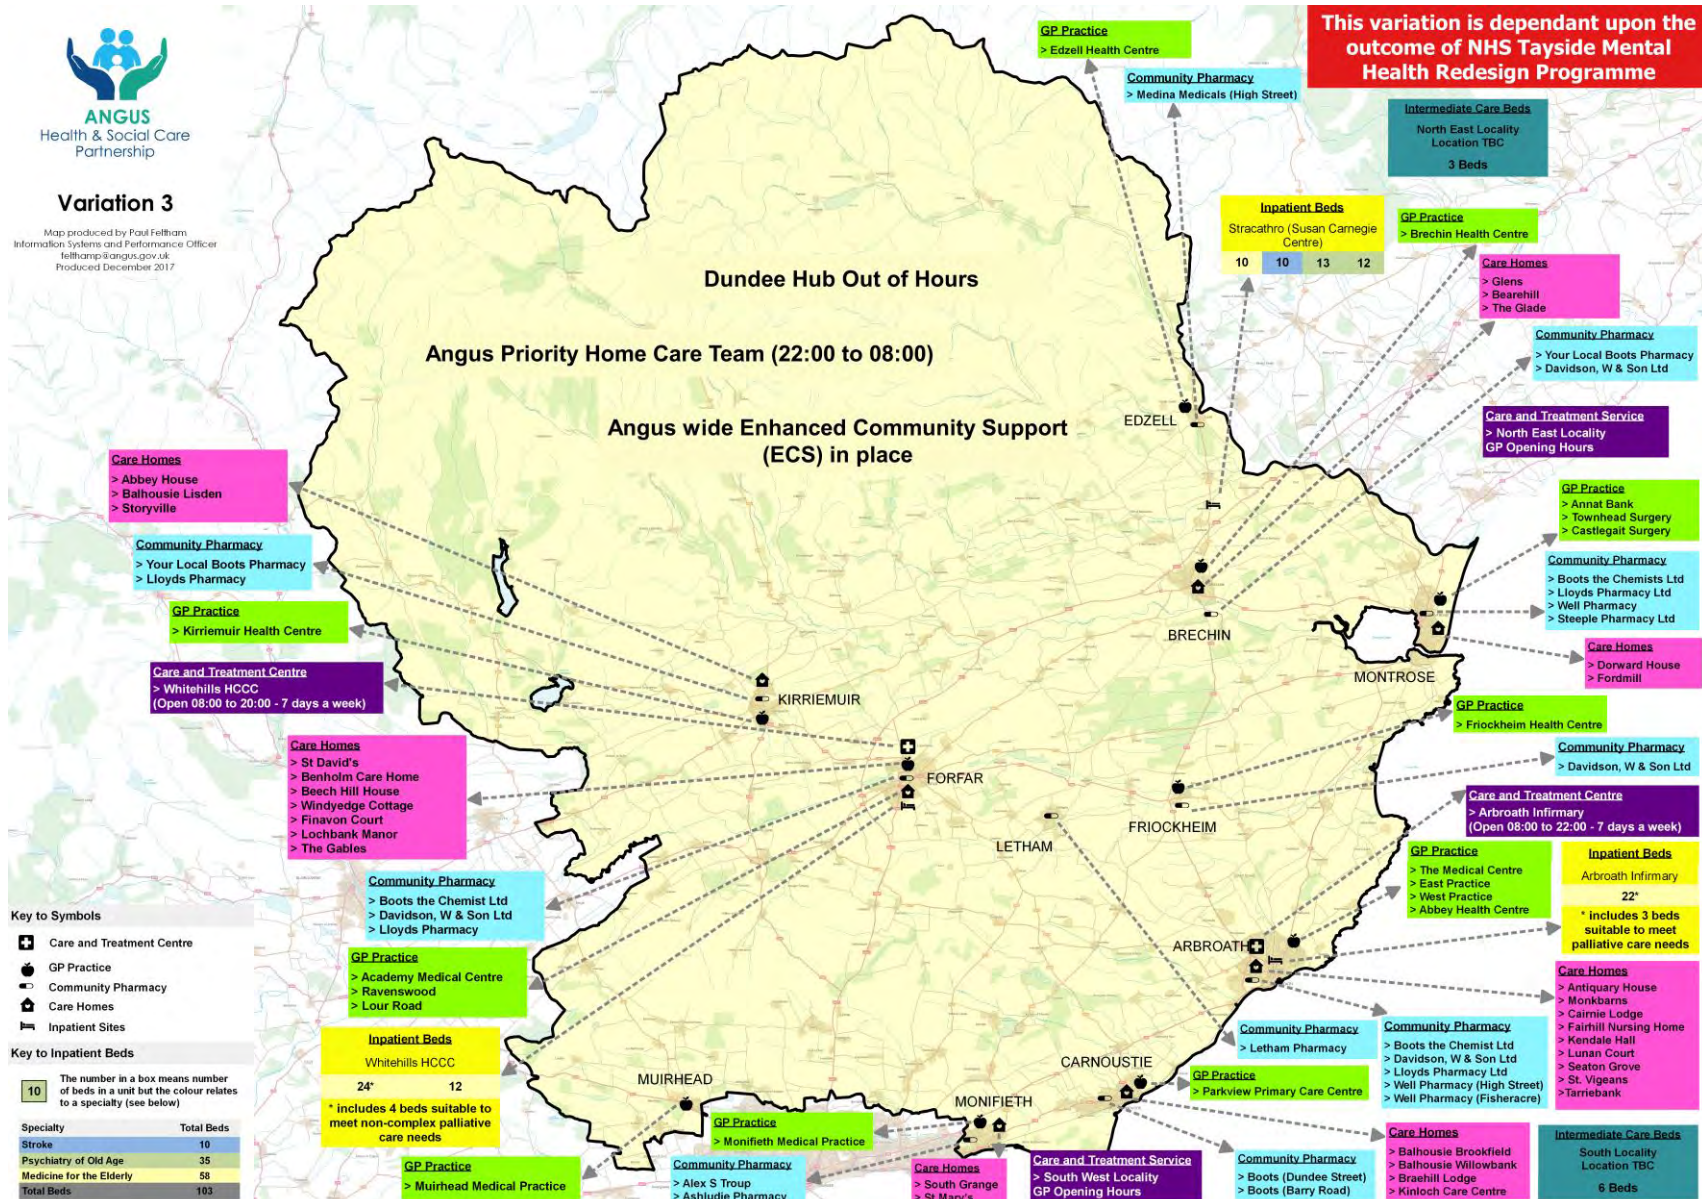 ANGUS
Health & Social Care
Partnership
Variation 3
Map produced by Paul Feltham
Information Systems and Performance Officer
felthamp@angus.gov.uk
Produced December 2017
This variation is dependant upon the
outcome of NHS Tayside Mental
Health Redesign Programme
GP Practice
> Edzell Health Centre
Community Pharmacy
> Medina Medicals (High Street)
Intermediate Care Beds
North East Locality
Location TBC
3 Beds
Inpatient Beds
Stracathro (Susan Carnegie
Centre)
10 10 13 12
GP Practice
> Brechin Health Centre
Care Homes
> Glens
> Bearehill
> The Glade
Community Pharmacy
> Your Local Boots Pharmacy
> Davidson, W & Son Ltd
Care and Treatment Service
> North East Locality
GP Opening Hours
GP Practice
> Annat Bank
> Townhead Surgery
> Castlegait Surgery
Community Pharmacy
> Boots the Chemists Ltd
> Lloyds Pharmacy Ltd
> Well Pharmacy
> Steeple Pharmacy Ltd
Care Homes
> Dorward House
> Fordmill
GP Practice
> Friockheim Health Centre
Community Pharmacy
> Davidson, W & Son Ltd
Care and Treatment Centre
> Arbroath Infirmary
(Open 08:00 to 22:00 - 7 days a week)
GP Practice
> The Medical Centre
> East Practice
> West Practice
> Abbey Health Centre
Inpatient Beds
Arbroath Infirmary
22*
* includes 3 beds
suitable to meet
palliative care needs
Care Homes
> Antiquary House
> Monkbarns
> Cairnie Lodge
> Fairhill Nursing Home
> Kendale Hall
> Lunan Court
> Seaton Grove
> St. Vigeans
>Tarriebank
Community Pharmacy
> Boots the Chemist Ltd
> Davidson, W & Son Ltd
> Lloyds Pharmacy Ltd
> Well Pharmacy (High Street)
> Well Pharmacy (Fisheracre)
Community Pharmacy
> Letham Pharmacy
GP Practice
> Parkview Primary Care Centre
Care Homes
> Balhousie Brookfield
> Balhousie Willowbank
> Braehill Lodge
> Kinloch Care Centre
Intermediate Care Beds
South Locality
Location TBC
6 Beds
Community Pharmacy
> Boots (Dundee Street)
> Boots (Barry Road)
Care and Treatment Service
> South West Locality
GP Opening Hours
Care Homes
> South Grange
> St Mary's
Community Pharmacy
> Alex S Troup
> Ashludie Pharmacy
GP Practice
> Monifieth Medical Practice
GP Practice
> Muirhead Medical Practice
Dundee Hub Out of Hours
Angus Priority Home Care Team (22:00 to 08:00)
Angus wide Enhanced Community Support
(ECS) in place
EDZELL
BRECHIN
MONTROSE
KIRRIEMUIR
FORFAR
LETHAM
FRIOCKHEIM
ARBROATH
CARNOUSTIE
MONIFIETH
MUIRHEAD
Care Homes
> Abbey House
> Balhousie Lisden
> Storyville
Community Pharmacy
> Your Local Boots Pharmacy
> Lloyds Pharmacy
GP Practice
> Kirriemuir Health Centre
Care and Treatment Centre
> Whitehills HCCC
(Open 08:00 to 20:00 - 7 days a week)
Care Homes
> St David's
> Benholm Care Home
> Beech Hill House
> Windyedge Cottage
> Finavon Court
> Lochbank Manor
> The Gables
Community Pharmacy
> Boots the Chemist Ltd
> Davidson, W & Son Ltd
> Lloyds Pharmacy
GP Practice
> Academy Medical Centre
> Ravenswood
> Lour Road
Inpatient Beds
Whitehills HCCC
24* 12
* includes 4 beds suitable to
meet non-complex palliative
care needs
Key to Symbols
Care and Treatment Centre
GP Practice
Community Pharmacy
Care Homes
Inpatient Sites
Key to Inpatient Beds
10
The number in a box means number
of beds in a unit but the colour relates
to a specialty (see below)
Specialty Total Beds
Stroke 10
Psychiatry of Old Age 35
Medicine for the Elderly 58
Total Beds 103